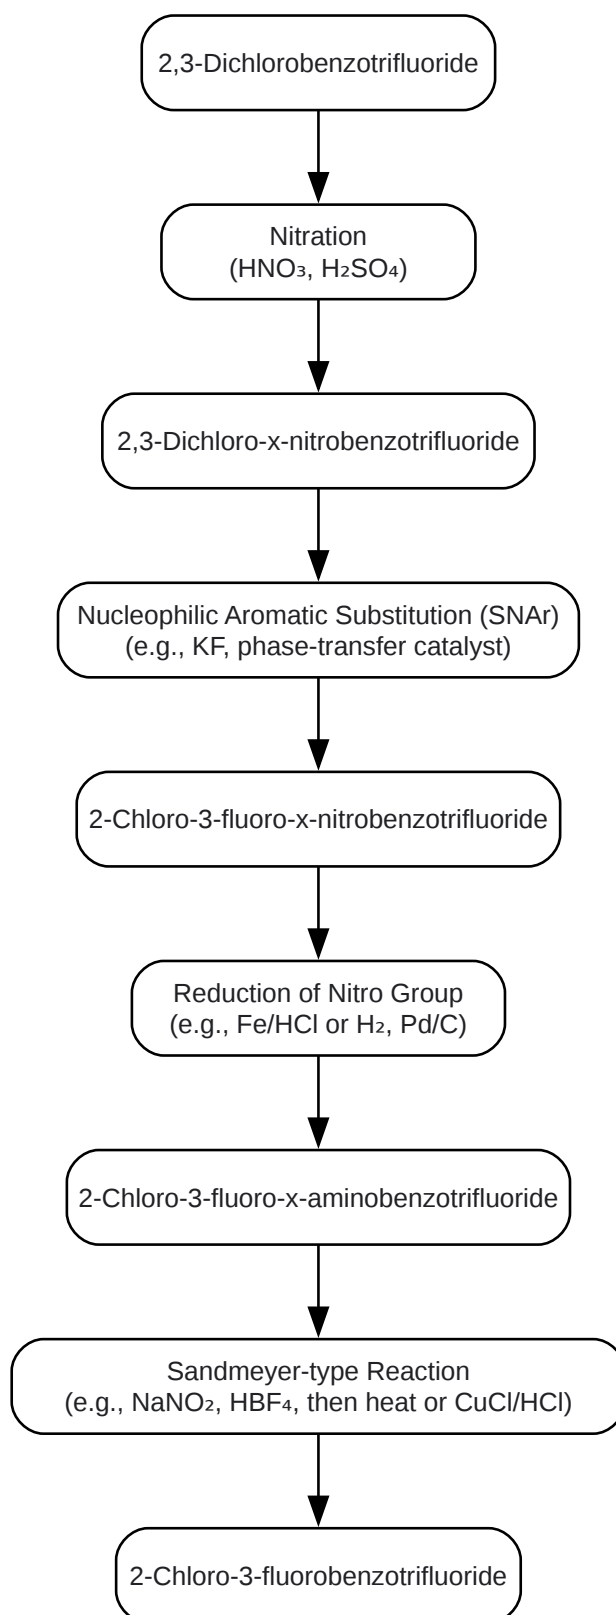 2,3-Dichlorobenzotrifluoride
Nitration
(HNO₃, H₂SO₄)
2,3-Dichloro-x-nitrobenzotrifluoride
Nucleophilic Aromatic Substitution (SNAr)
(e.g., KF, phase-transfer catalyst)
2-Chloro-3-fluoro-x-nitrobenzotrifluoride
Reduction of Nitro Group
(e.g., Fe/HCl or H₂, Pd/C)
2-Chloro-3-fluoro-x-aminobenzotrifluoride
Sandmeyer-type Reaction
(e.g., NaNO₂, HBF₄, then heat or CuCl/HCl)
2-Chloro-3-fluorobenzotrifluoride